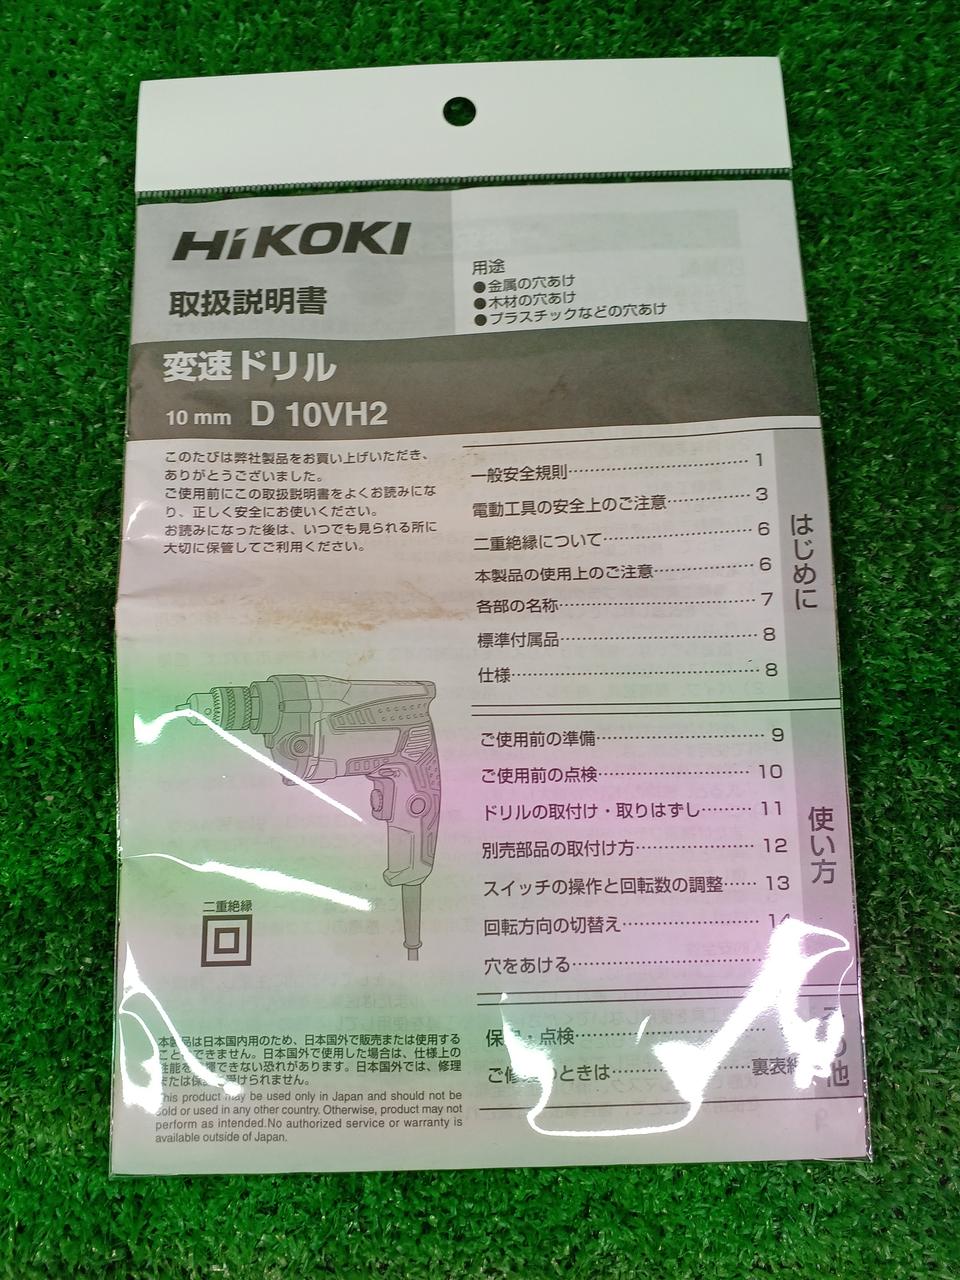 HiKOKI
取扱説明書
用途
●金属の穴あけ
●木材の穴あけ
●プラスチックなどの穴あけ
変速ドリル
10 mm D 10VH2
このたびは弊社製品をお買い上げいただき、
ありがとうございました。
ご使用前にこの取扱説明書をよくお読みにな
り、正しく安全にお使いください。
お読みになった後は、いつでも見られる所に
大切に保管してご利用ください。
二重絶縁
本製品は日本国内用のため、日本国外で販売または使用する
ことはできません。日本国外で使用した場合は、仕様上の
性能を発揮できない恐れがあります。日本国外では、修理
または保証も受けられません。
This product may be used only in Japan and should not be
sold or used in any other country. Otherwise, product may not
perform as intended.No authorized service or warranty is
available outside of Japan.
はじめに
一般安全規則…………………… 1
電動工具の安全上のご注意……… 3
二重絶縁について……………… 6
本製品の使用上のご注意………… 6
各部の名称…………………… 7
標準付属品…………………… 8
仕様………………………… 8
使い方
ご使用前の準備……………… 9
ご使用前の点検……………… 10
ドリルの取付け・取りはずし……… 11
別売部品の取付け方…………… 12
スイッチの操作と回転数の調整…… 13
回転方向の切替え…………… 14
穴をあける………………
の他
保 ・点検………………
ご修 のときは……………裏表紙